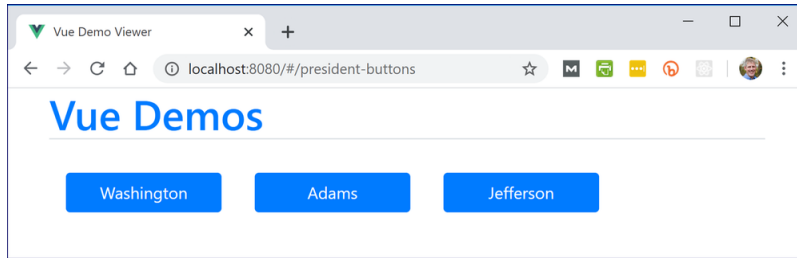 Vue Demo Viewer
localhost:8080/#/president-buttons
Vue Demos
Washington Adams Jefferson